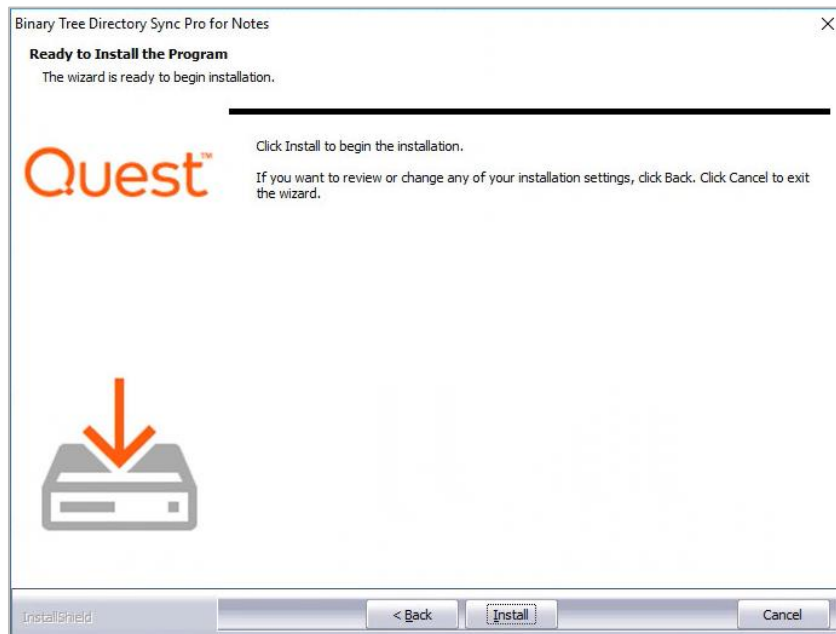 Binary Tree Directory Sync Pro for Notes
Ready to Install the Program
The wizard is ready to begin installation.
Quest™
Click Install to begin the installation.
If you want to review or change any of your installation settings, click Back. Click Cancel to exit
the wizard.
InstallShield
< Back
Install
Cancel